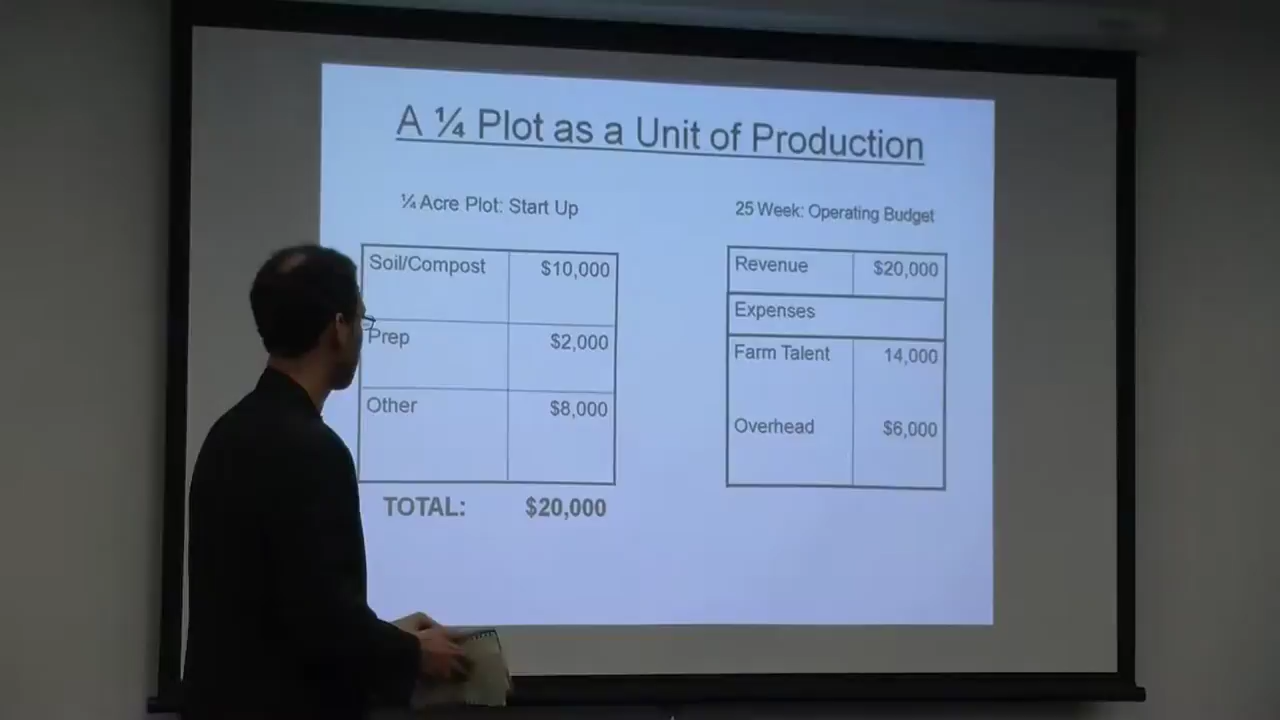 A ¼ Plot as a Unit of Production
¼ Acre Plot: Start Up
Soil/Compost $10,000
Prep $2,000
Other $8,000
TOTAL: $20,000
25 Week: Operating Budget
Revenue $20,000
Expenses
Farm Talent 14,000
Overhead $6,000